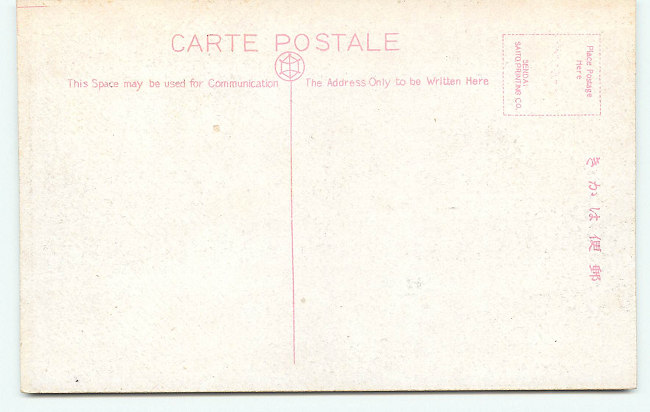 CARTE POSTALE
This Space may be used for Communication
The Address Only to be Written Here
Place Postage
Here
SENDAI
SAITO PRINTING CO.
郵便はかき